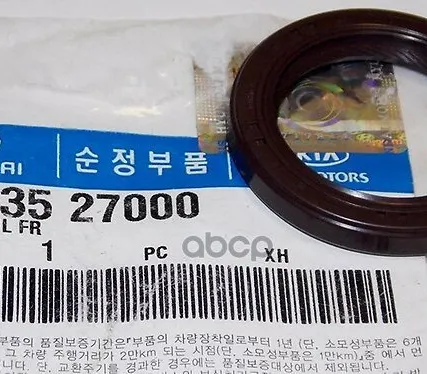 AI 순정부품 KIA
MOTORS
35 27000
L FR
1 PC XH
abcp
부품의 품질보증기간은『부품의 차량장착일로부터 1년 (단, 소모성부품은 6개
그 차량 주행거리가 2만km 되는 시점(단, 소모성부품은 1만km)』중 에서 먼
단, 교환주기를 경과한 경우에는 품질보증대상에서 제외됩니다.